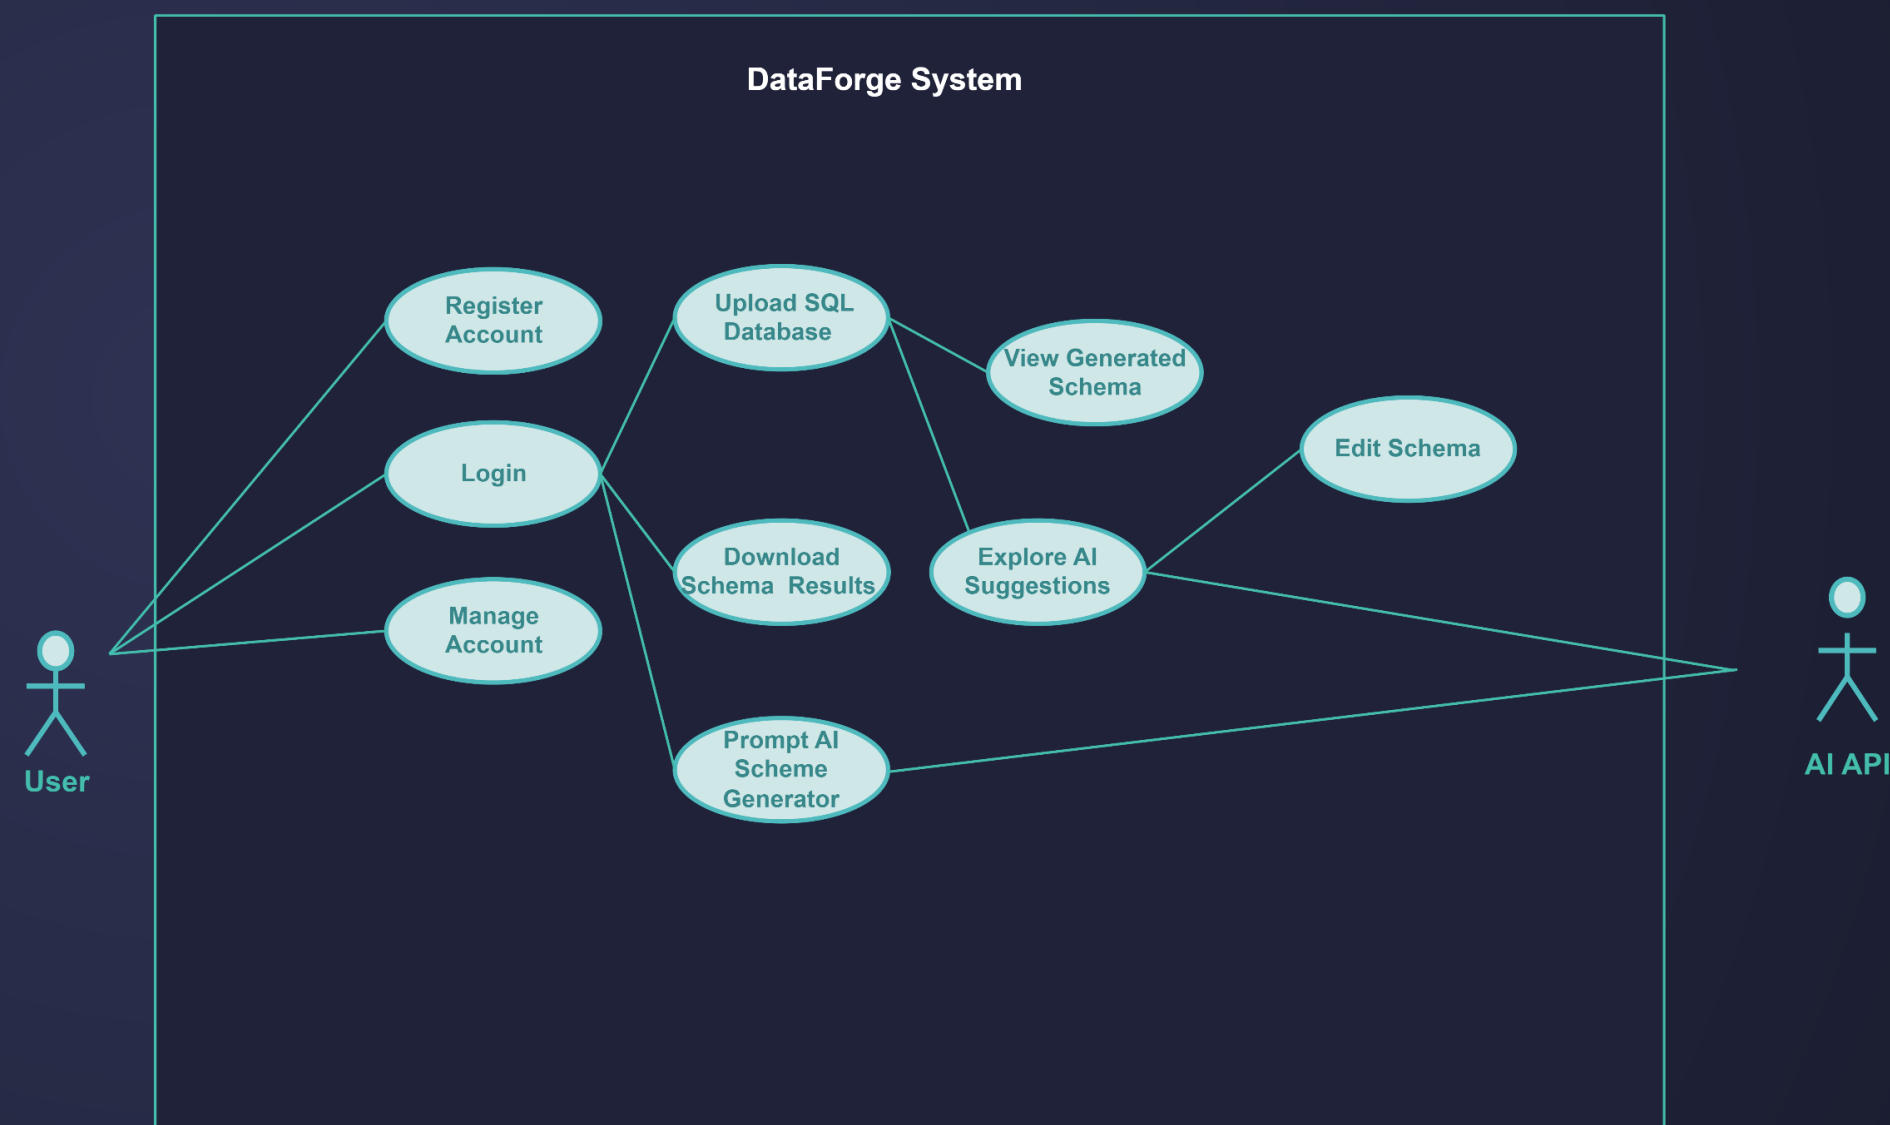 DataForge System
Register
Account
Upload SQL
Database
View Generated
Schema
Edit Schema
Login
Download
Schema  Results
Explore AI
Suggestions
Manage
Account
Prompt AI
Scheme
Generator
User
AI API